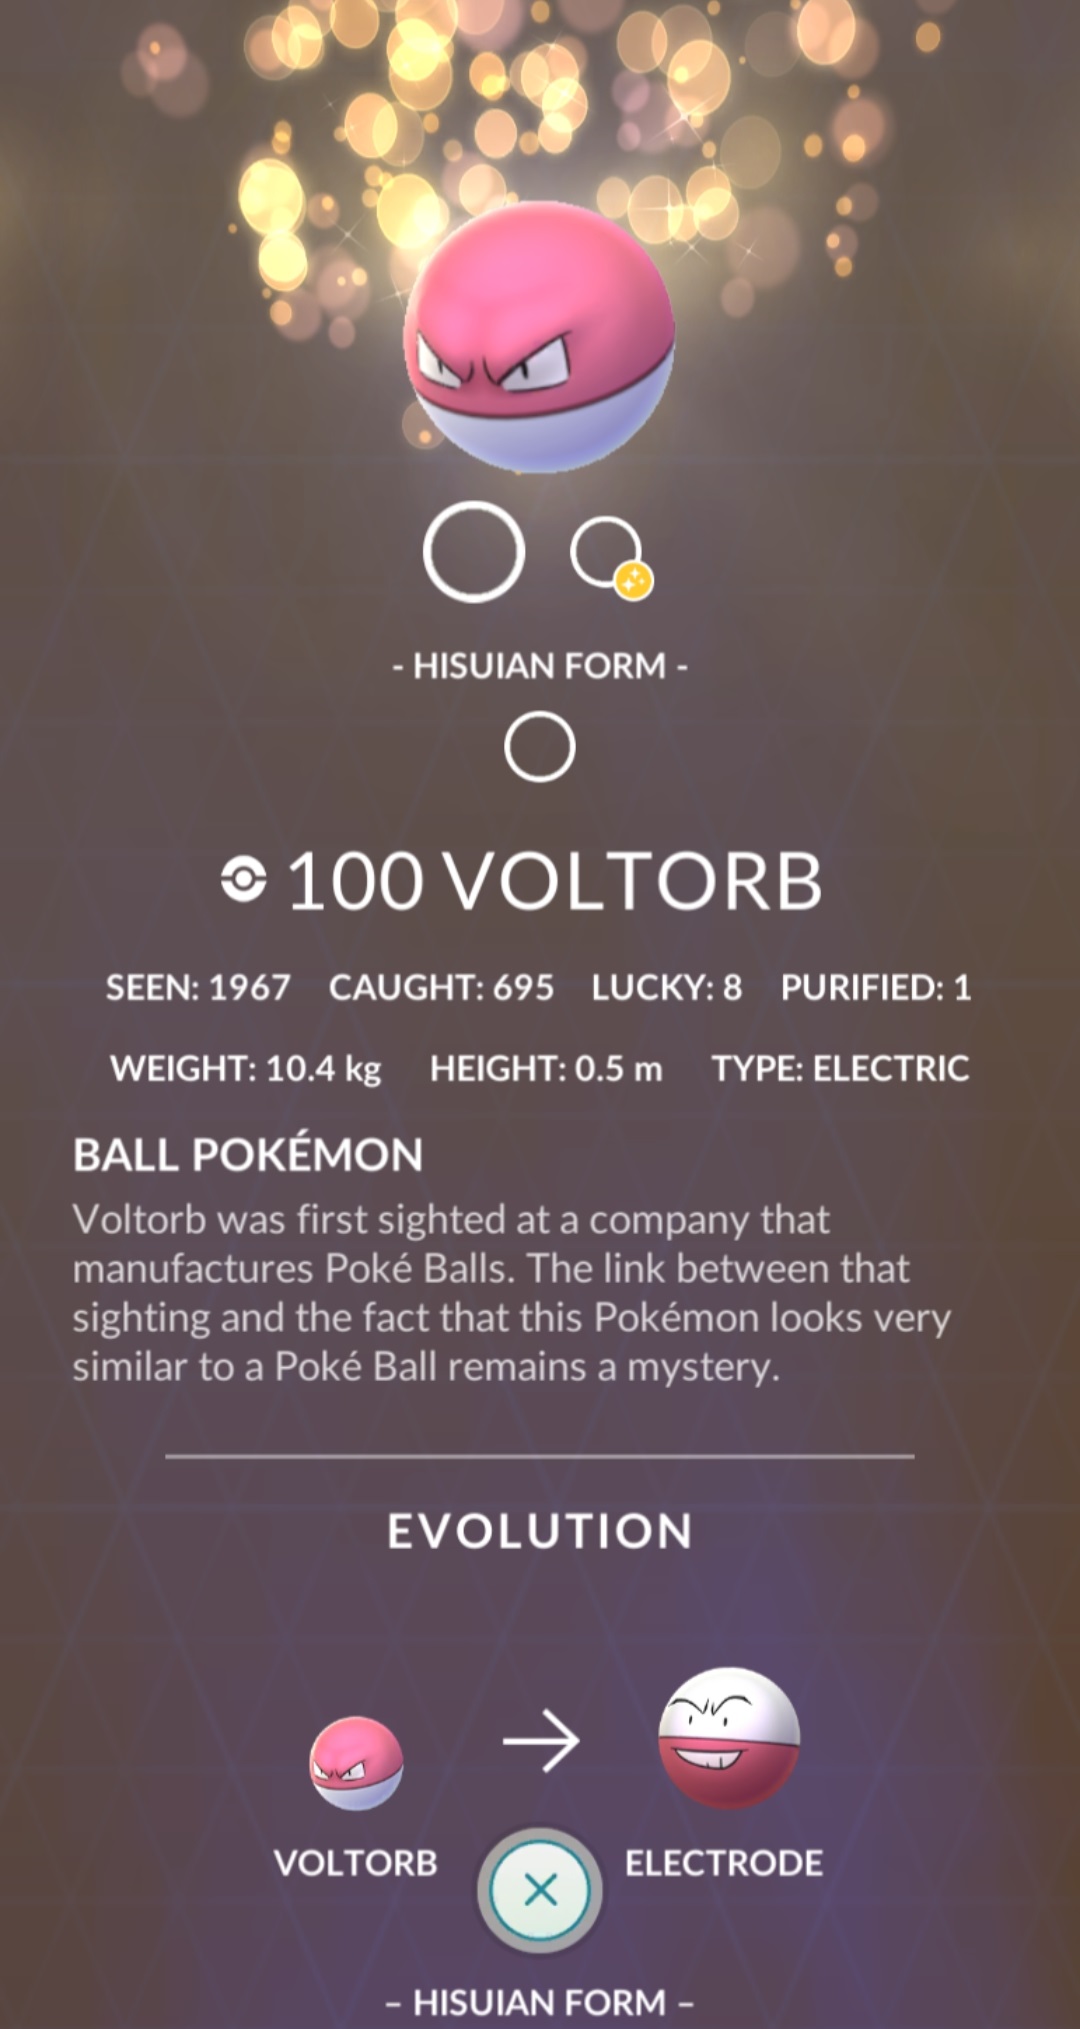 - HISUIAN FORM -
100 VOLTORB
SEEN: 1967 CAUGHT: 695 LUCKY: 8 PURIFIED: 1
WEIGHT: 10.4 kg HEIGHT: 0.5 m TYPE: ELECTRIC
BALL POKÉMON
Voltorb was first sighted at a company that
manufactures Poké Balls. The link between that
sighting and the fact that this Pokémon looks very
similar to a Poké Ball remains a mystery.
EVOLUTION
VOLTORB ELECTRODE
– HISUIAN FORM –